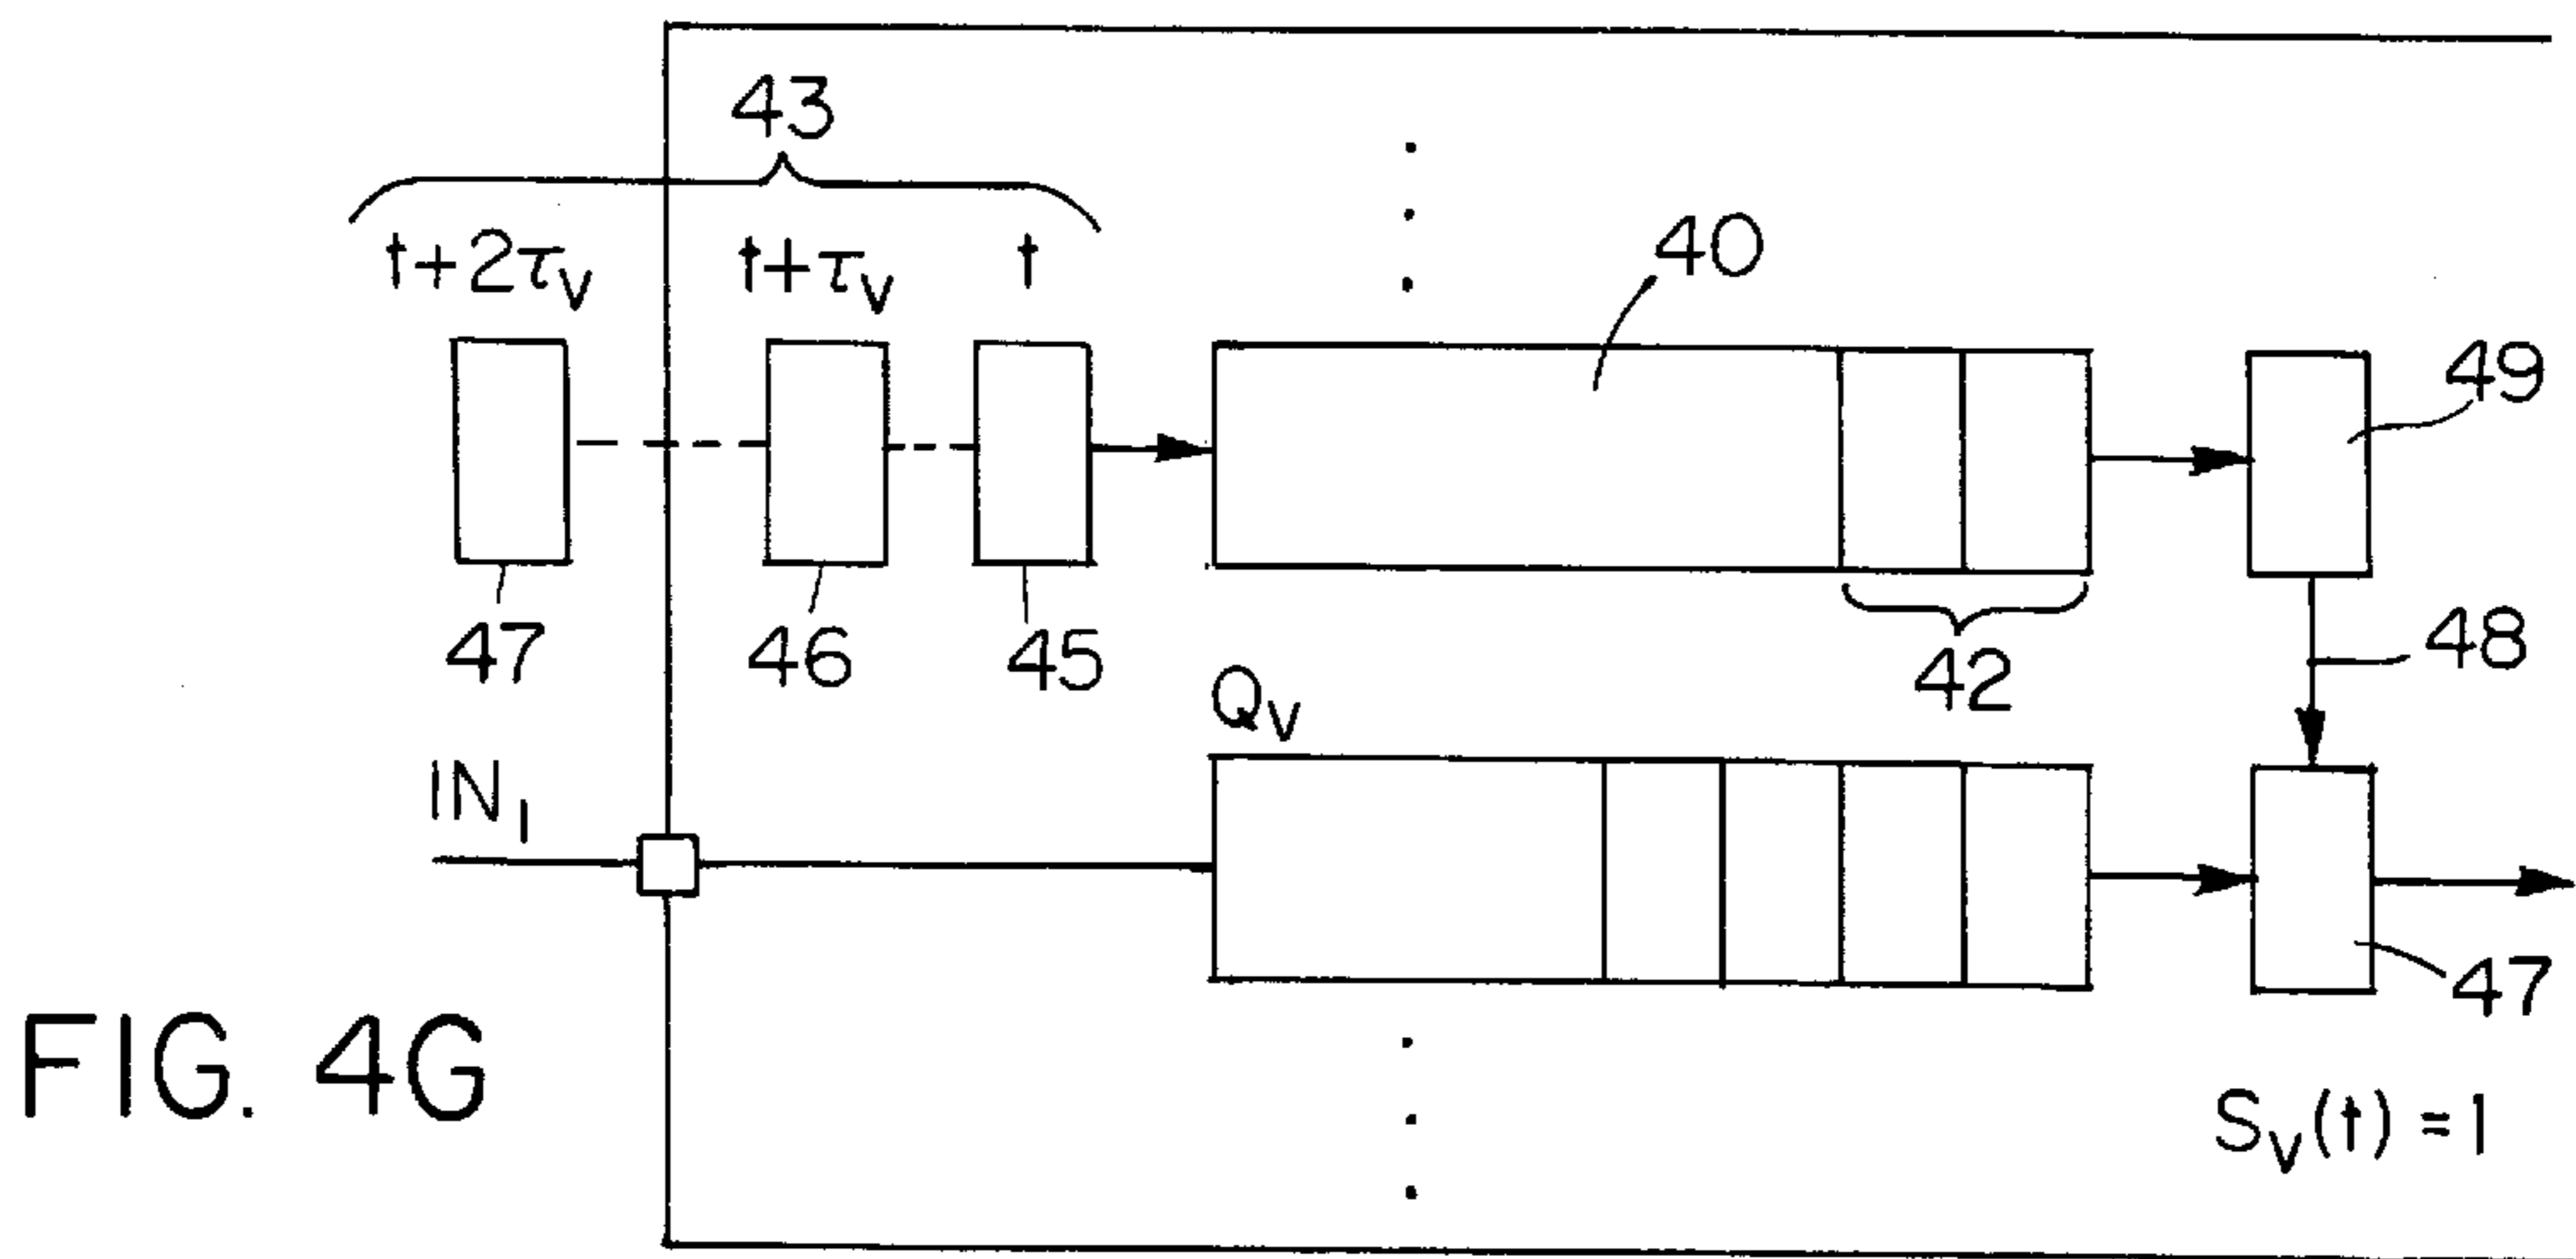 43
t+2τᵥ t+τᵥ t
40
49
47 46 45
42
48
Qᵥ
IN₁
47
FIG. 4G
Sᵥ(t) = 1